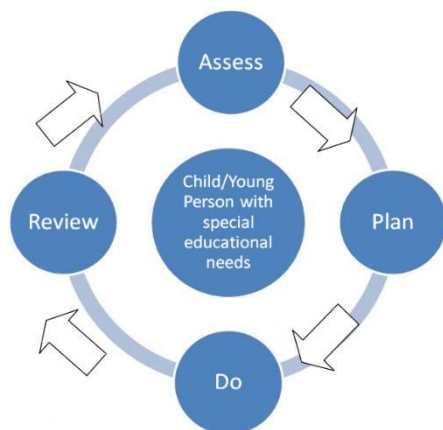 Assess
Child/Young
Person with
special
educational
needs
Review
Plan
Do